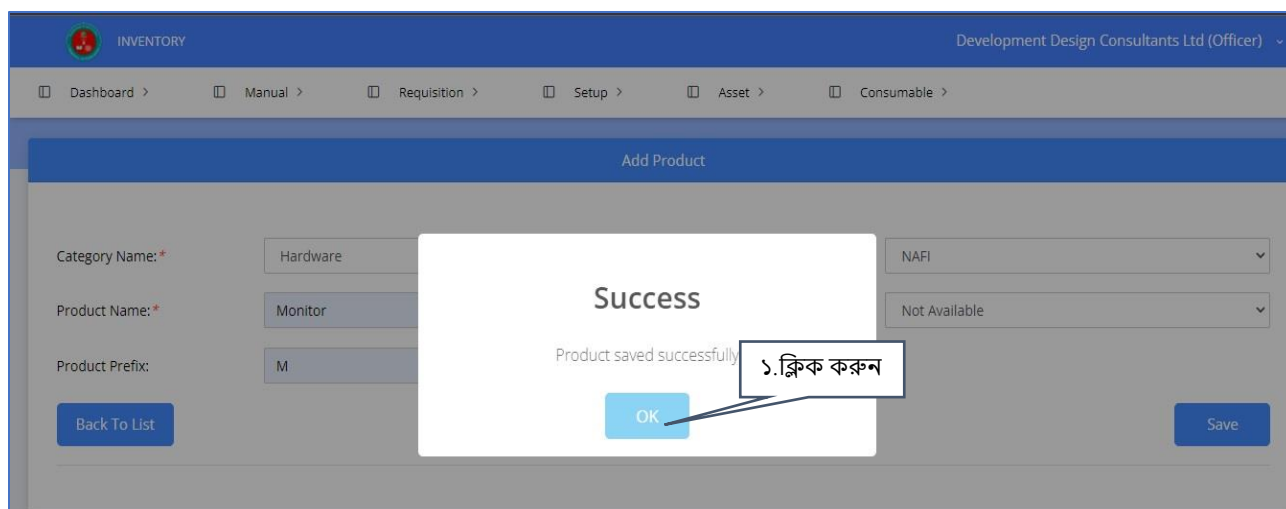 INVENTORY Development Design Consultants Ltd (Officer)
Dashboard > Manual > Requisition > Setup > Asset > Consumable >
Add Product
Category Name:* Hardware NAFI
Success
Product Name:* Monitor Not Available
Product saved successfully
১.ক্লিক করুন
Product Prefix: M
OK
Back To List Save